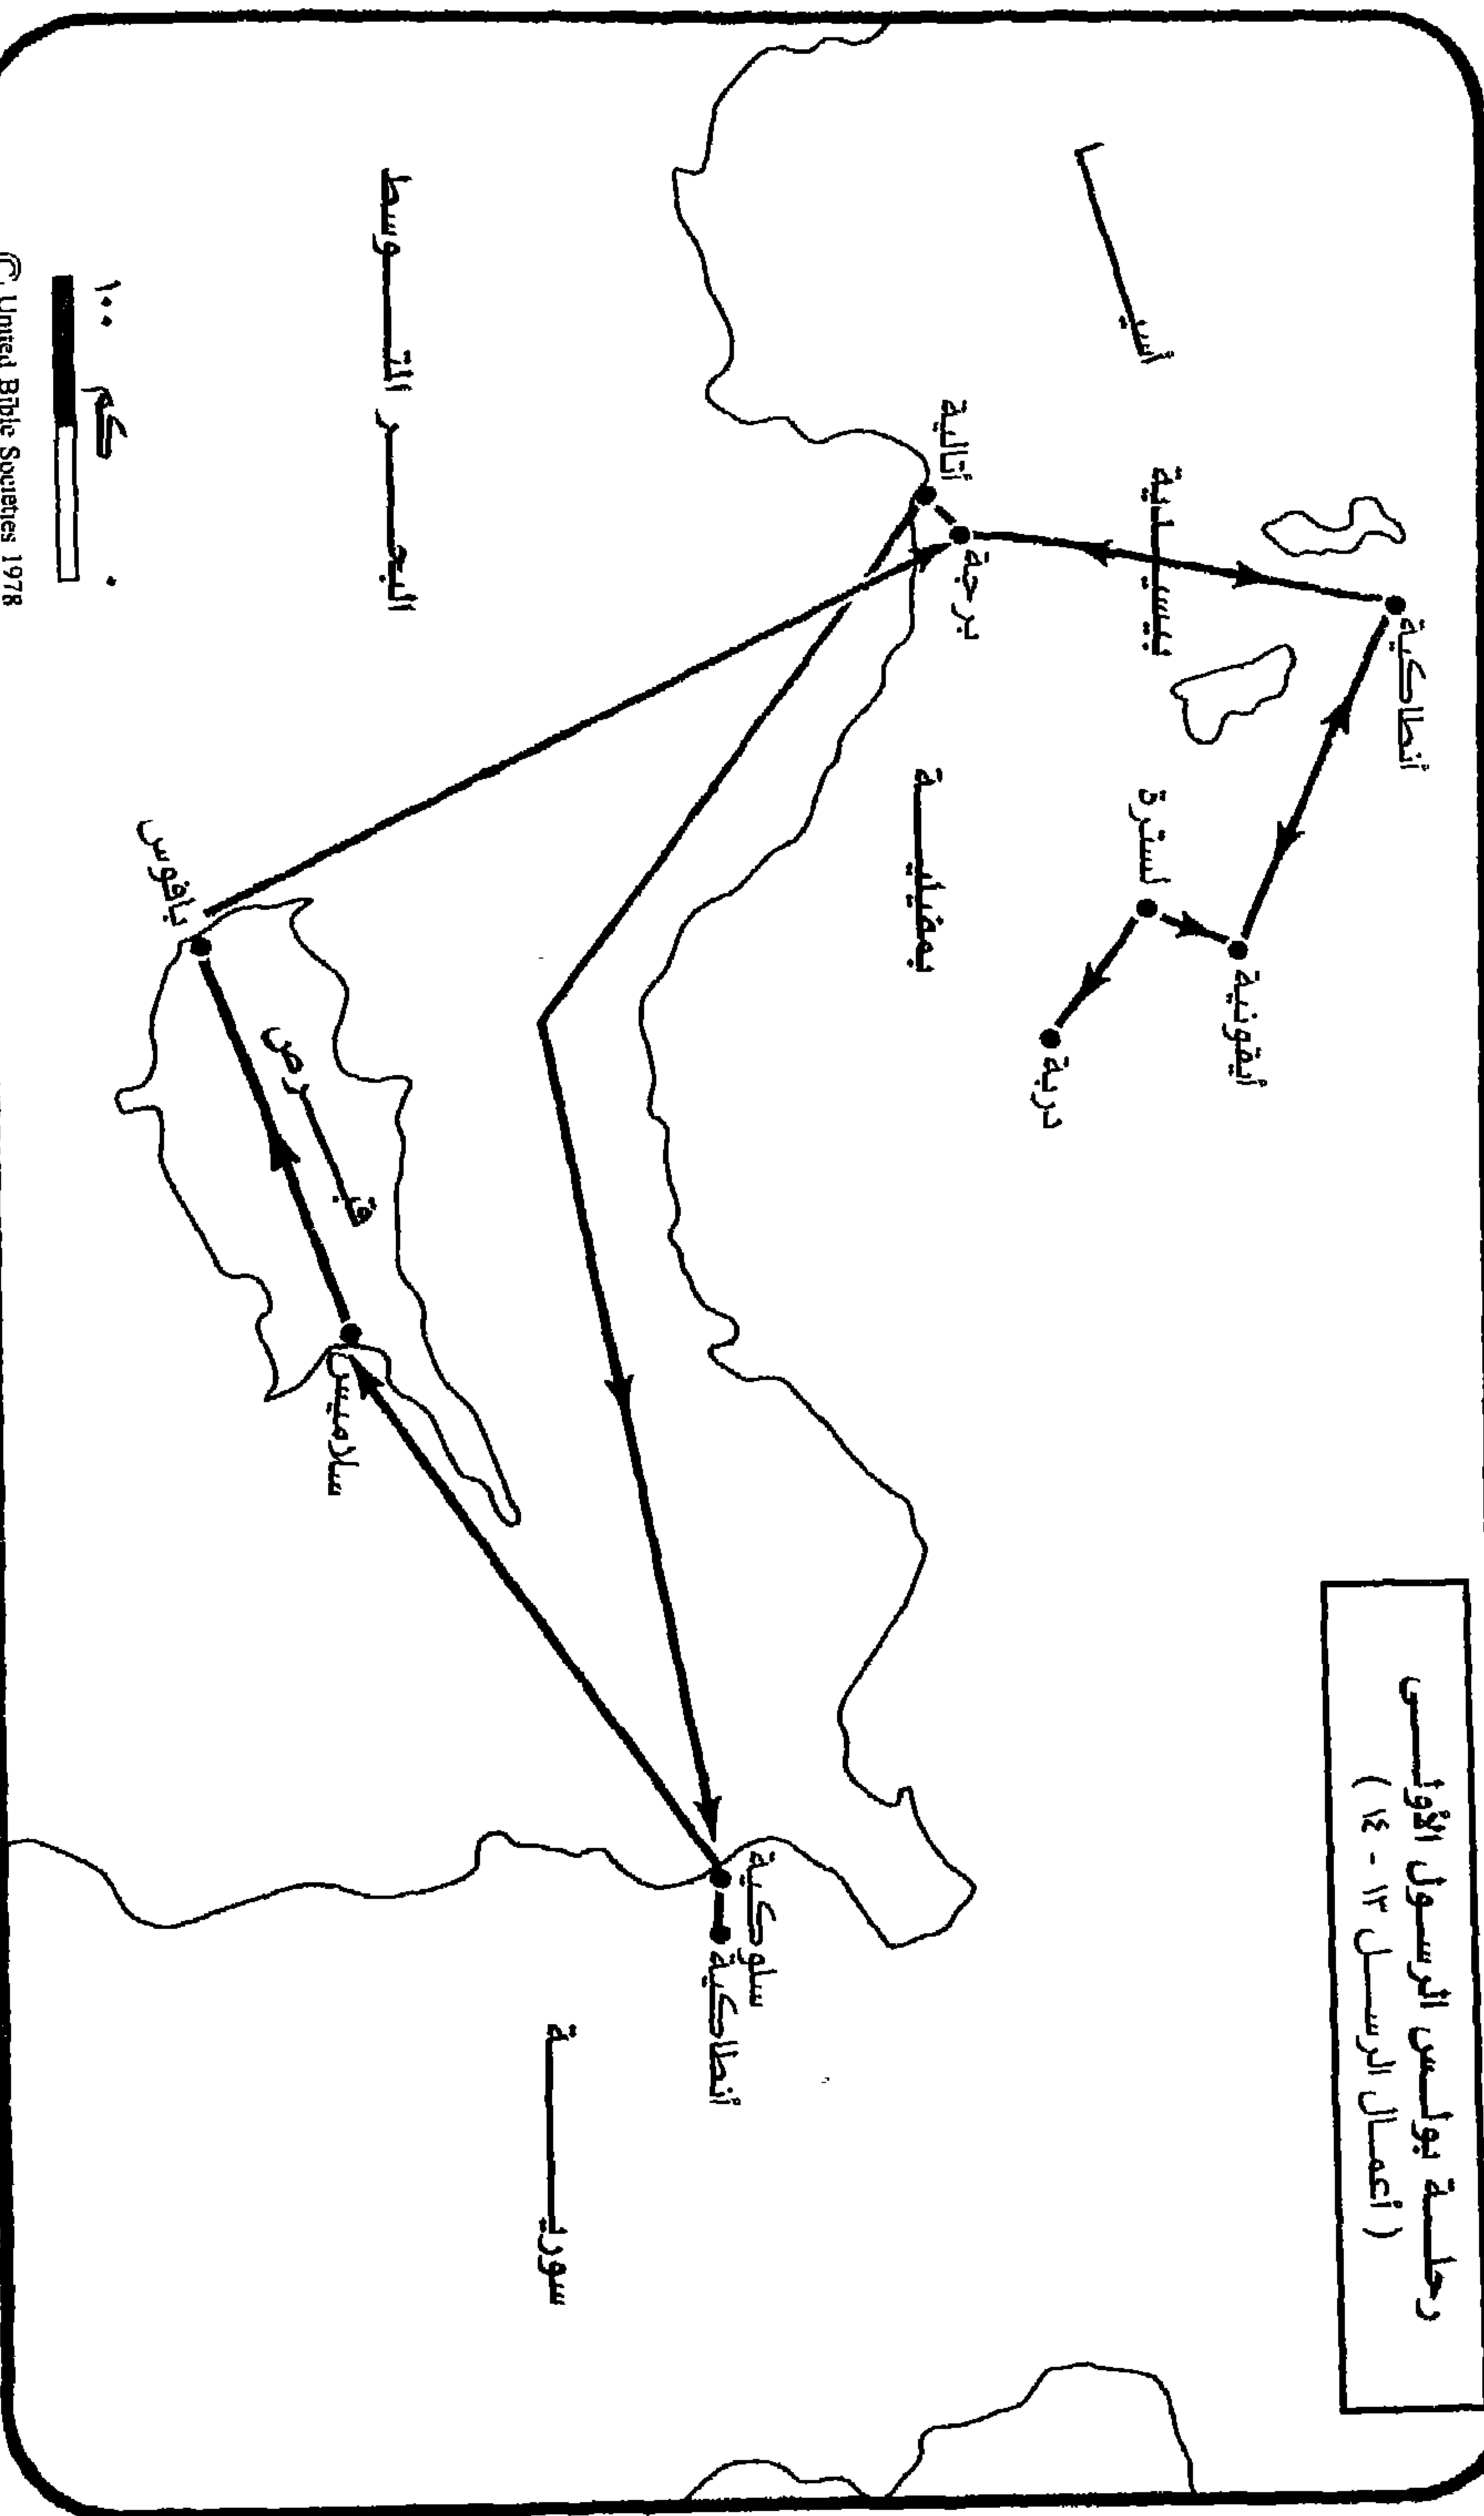 رحلة بولس الرسول الأولى
( أعمال الرسل ١٣ - ١٤ )
أنطاكية
أيقونية
لسترة
دربة
آسيا
بيسيدية
بمفيلية
أتالية
برجة
سلوكية
أنطاكية
سورية
قبرص
سلاميس
بافوس
البحر المتوسط
٠ كم ١٠٠
© United Bible Societies 1978